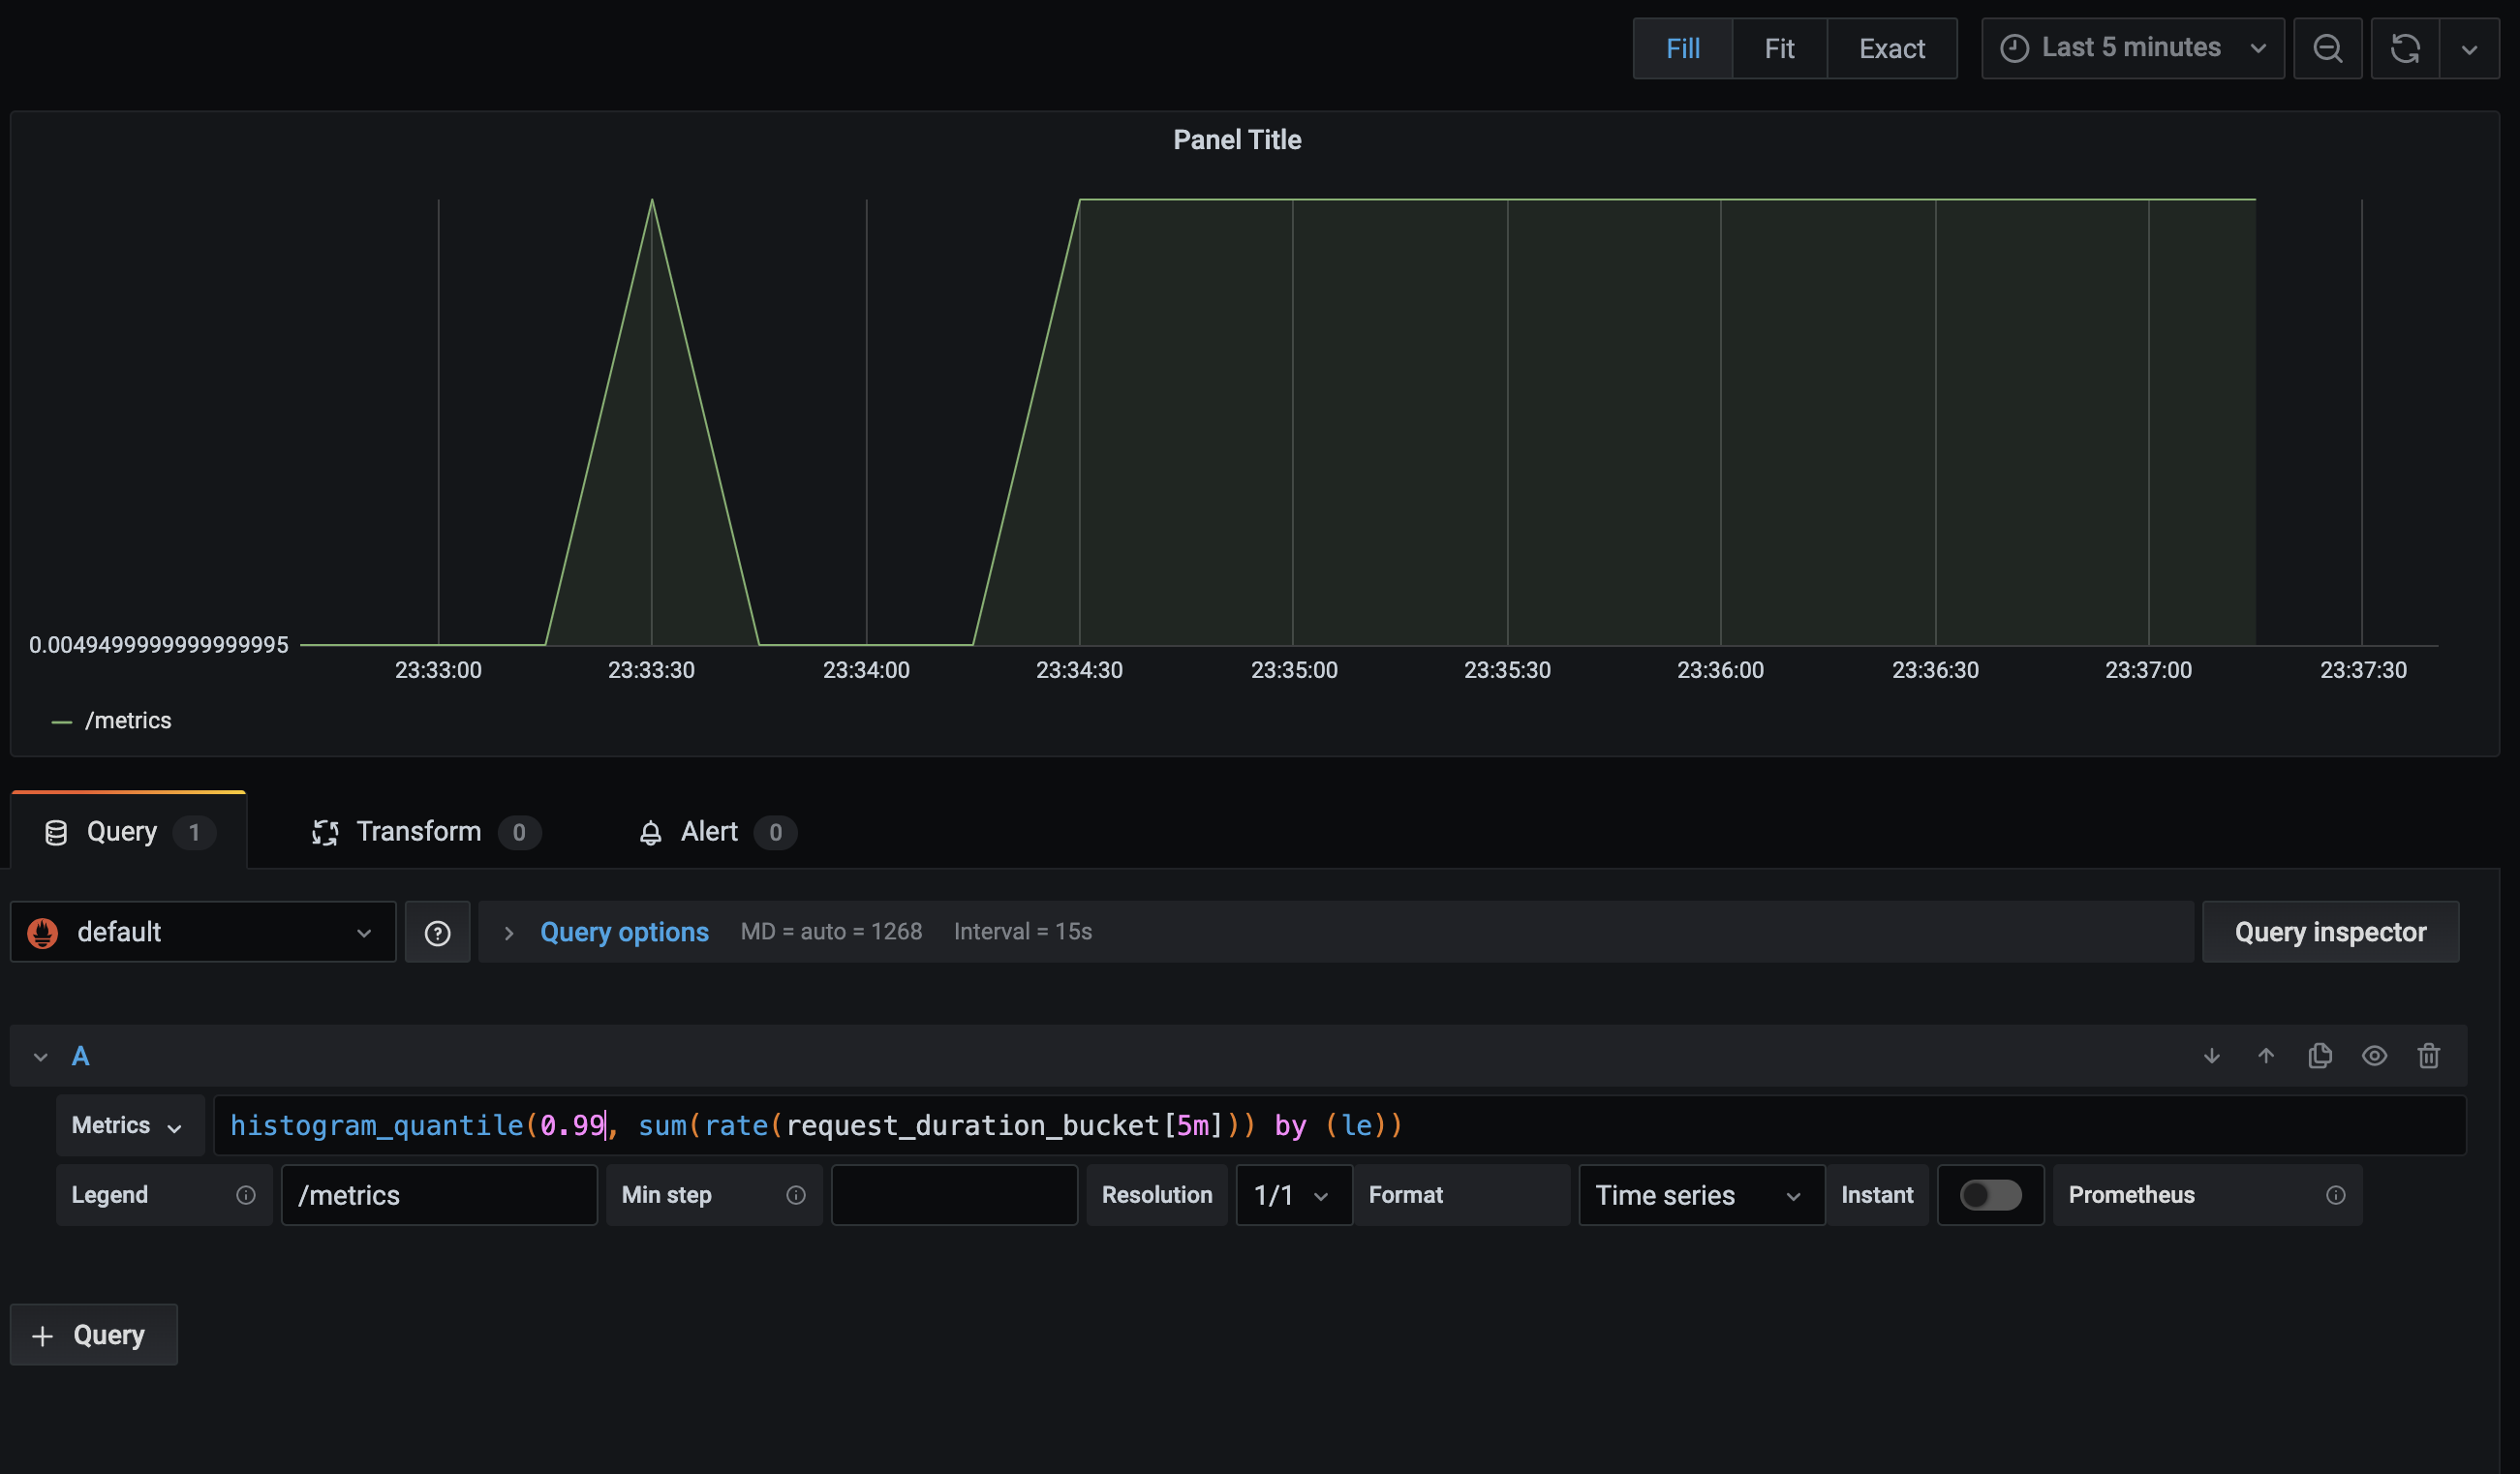 Fill Fit Exact Last 5 minutes
Panel Title
0.0049499999999999995
23:33:00 23:33:30 23:34:00 23:34:30 23:35:00 23:35:30 23:36:00 23:36:30 23:37:00 23:37:30
/metrics
Query 1 Transform 0 Alert 0
default Query options MD = auto = 1268 Interval = 15s Query inspector
A
Metrics histogram_quantile(0.99, sum(rate(request_duration_bucket[5m])) by (le))
Legend /metrics Min step Resolution 1/1 Format Time series Instant Prometheus
+ Query